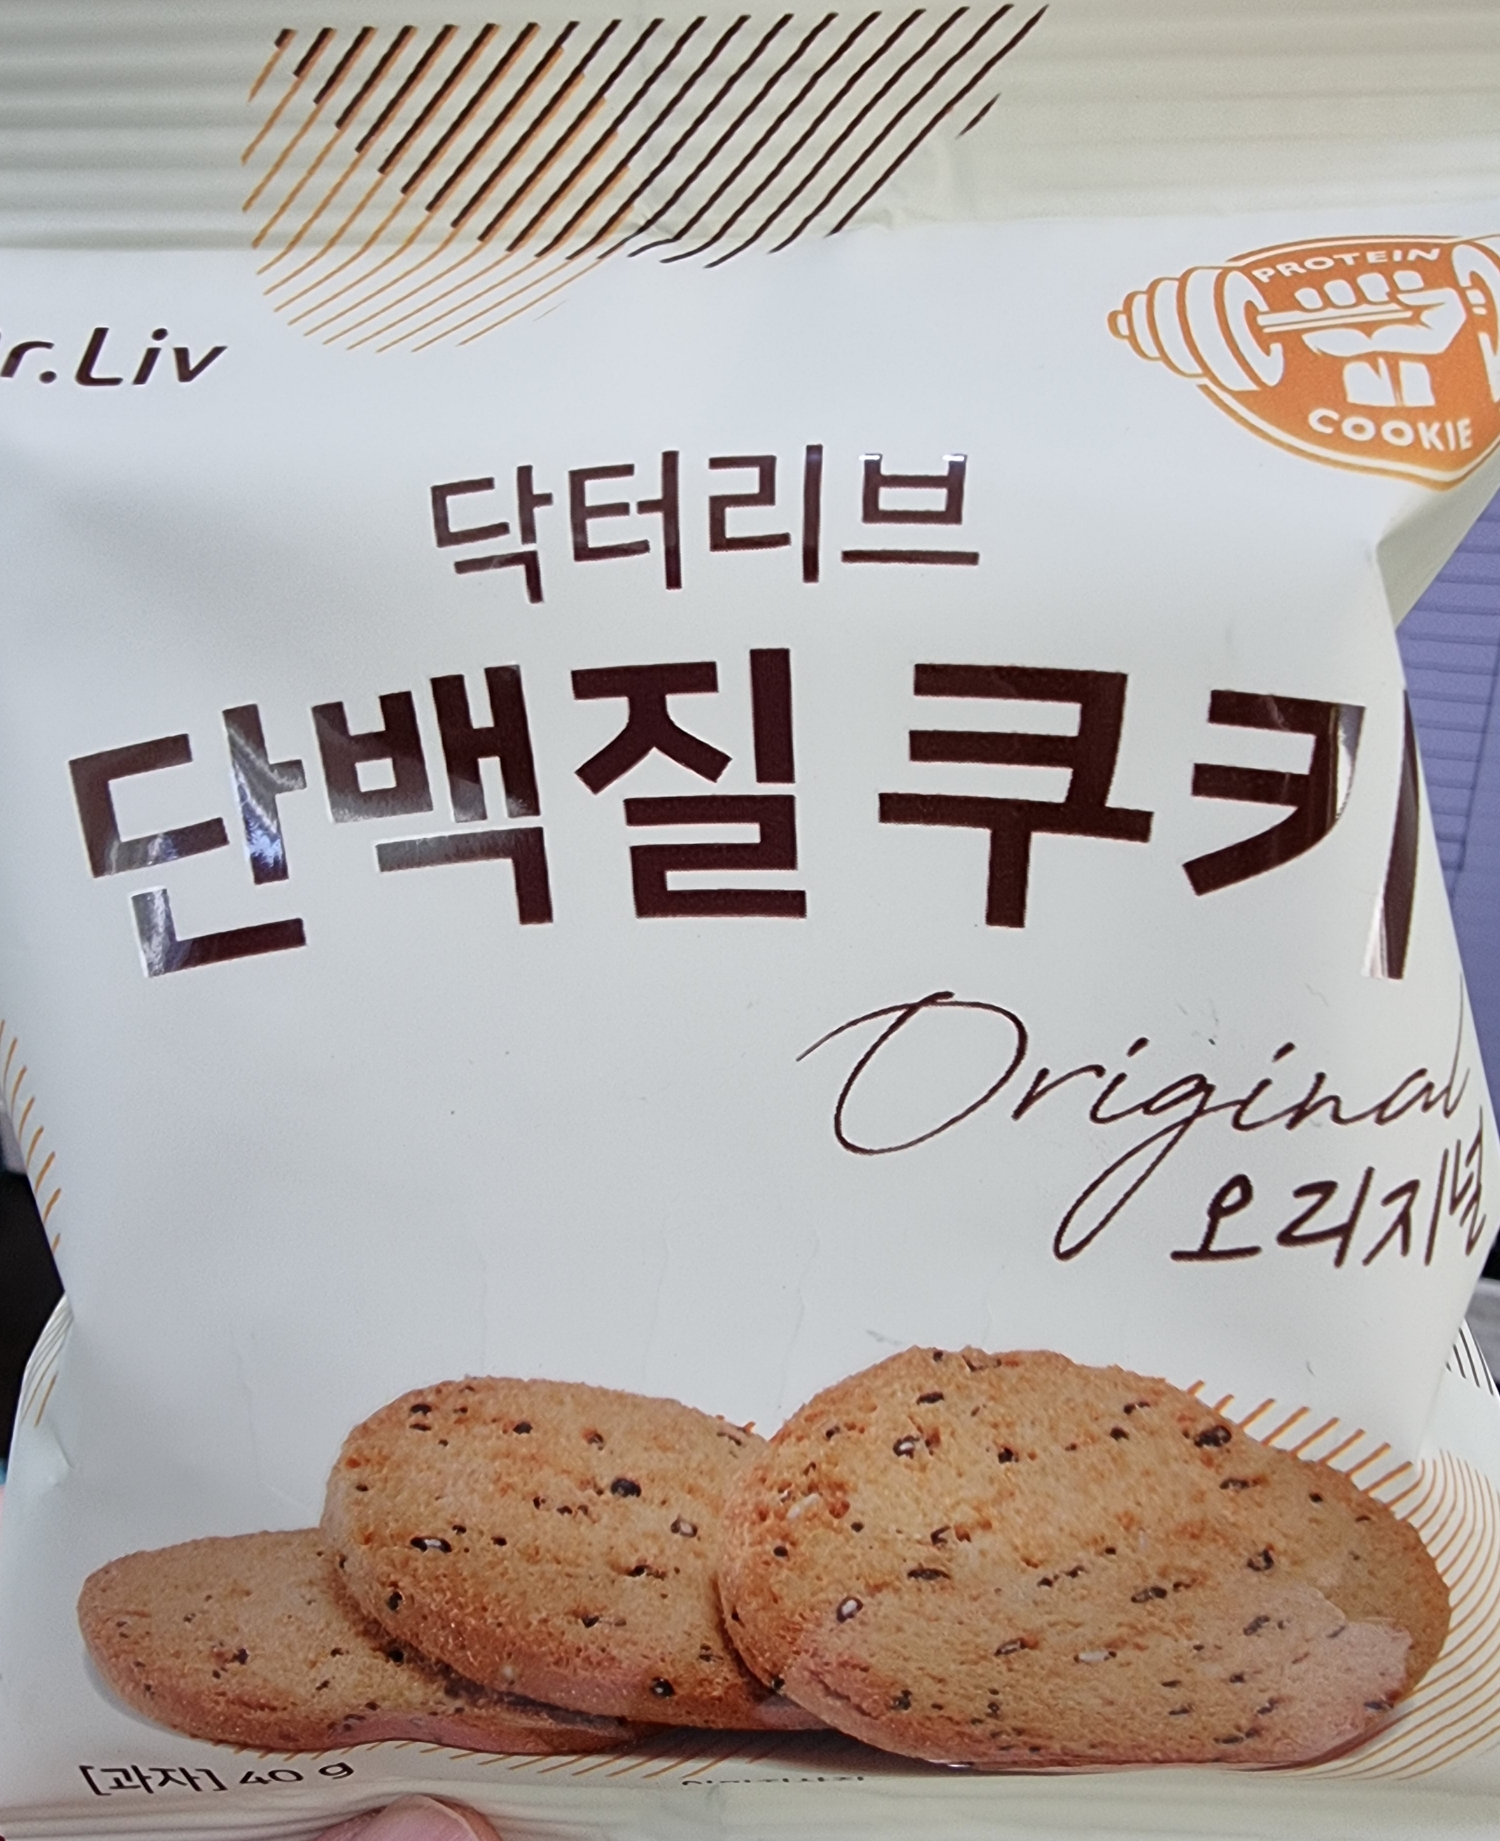 r.Liv
PROTEIN
COOKIE
닥터리브
단백질 쿠키
Original
오리지널
[과자] 40 g